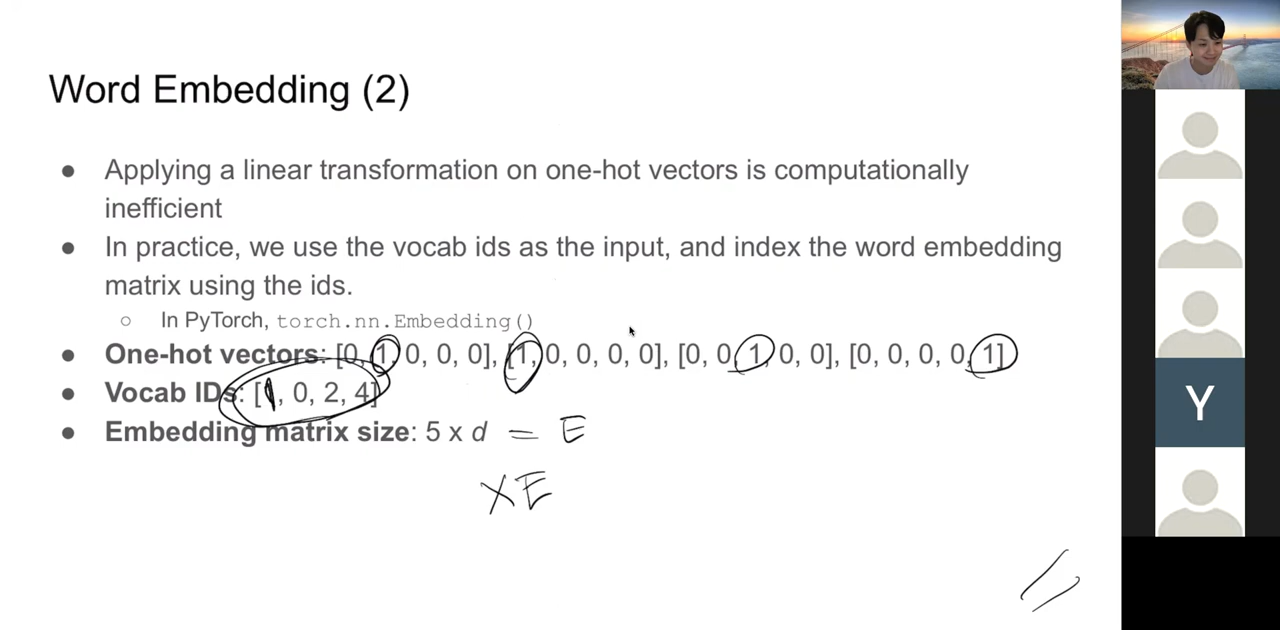 Word Embedding (2)
● Applying a linear transformation on one-hot vectors is computationally
inefficient
● In practice, we use the vocab ids as the input, and index the word embedding
matrix using the ids.
○ In PyTorch, torch.nn.Embedding()
● One-hot vectors: [0, 1, 0, 0, 0], [1, 0, 0, 0, 0], [0, 0, 1, 0, 0], [0, 0, 0, 0, 1]
● Vocab IDs: [1, 0, 2, 4]
● Embedding matrix size: 5 x d = E
XE
Y